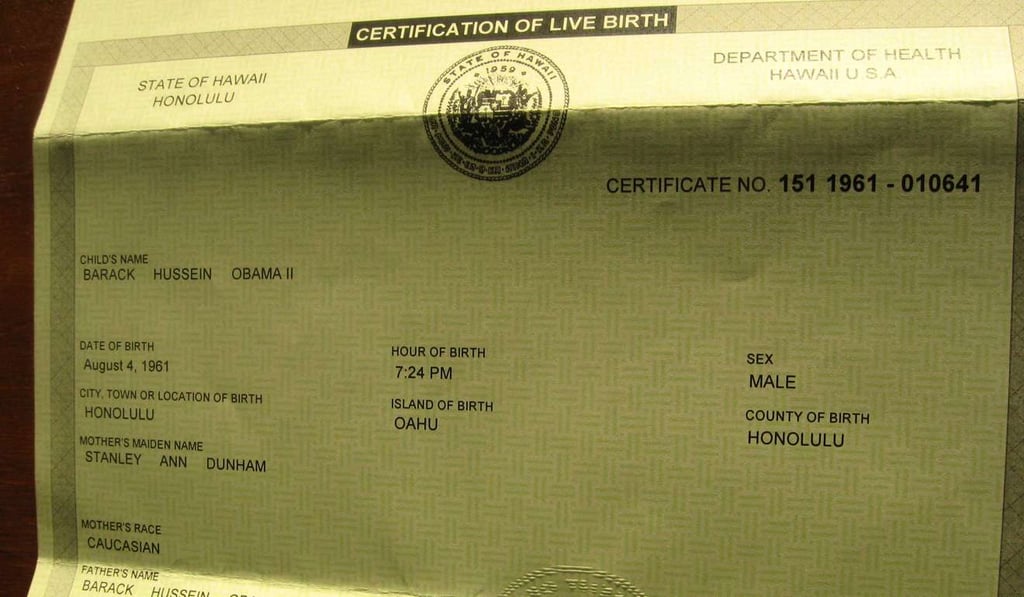 CERTIFICATION OF LIVE BIRTH
STATE OF HAWAII
HONOLULU
STATE OF HAWAII
1959
DEPARTMENT OF HEALTH
HAWAII U.S.A
CERTIFICATE NO. 151 1961 - 010641
CHILD'S NAME
BARACK HUSSEIN OBAMA II
DATE OF BIRTH
August 4, 1961
HOUR OF BIRTH
7:24 PM
SEX
MALE
CITY, TOWN OR LOCATION OF BIRTH
HONOLULU
ISLAND OF BIRTH
OAHU
COUNTY OF BIRTH
HONOLULU
MOTHER'S MAIDEN NAME
STANLEY ANN DUNHAM
MOTHER'S RACE
CAUCASIAN
FATHER'S NAME
BARACK HUSSEIN